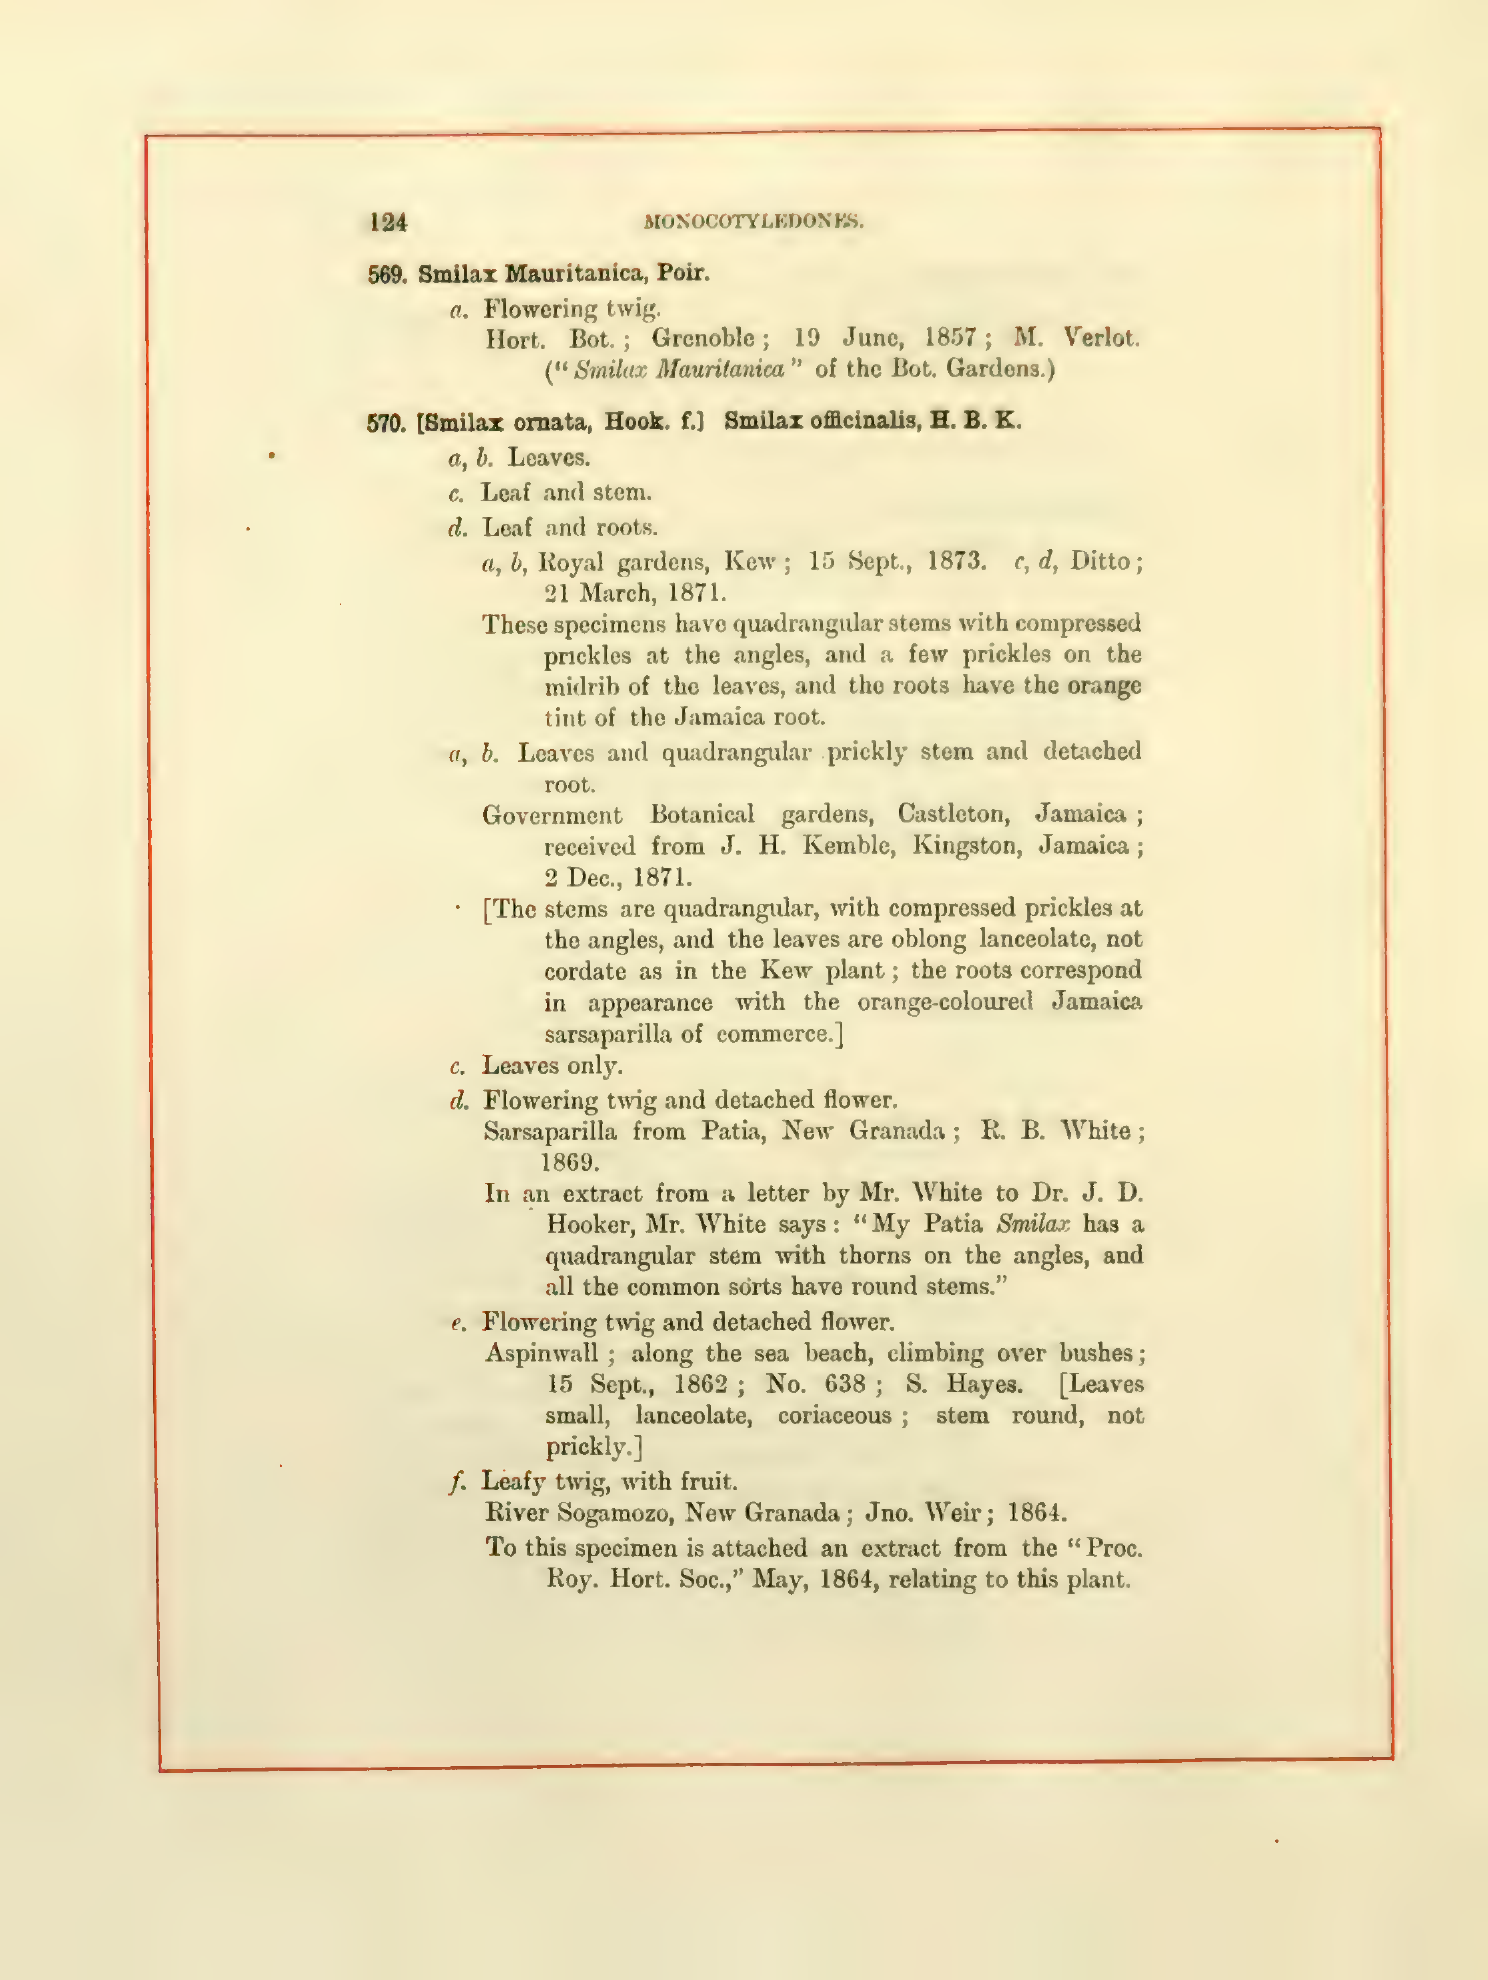 124 MONOCOTYLEDONES.
569. Smilax Mauritanica, Poir.
a. Flowering twig.
Hort. Bot. ; Grenoble ; 19 June, 1857 ; M. Verlot.
(“ Smilax Mauritanica ” of the Bot. Gardens.)
570. [Smilax ornata, Hook. f.] Smilax officinalis, H. B. K.
a, b. Leaves.
c. Leaf and stem.
d. Leaf and roots.
a, b, Royal gardens, Kew ; 15 Sept., 1873. c, d, Ditto ;
21 March, 1871.
These specimens have quadrangular stems with compressed
prickles at the angles, and a few prickles on the
midrib of the leaves, and the roots have the orange
tint of the Jamaica root.
a, b. Leaves and quadrangular prickly stem and detached
root.
Government Botanical gardens, Castleton, Jamaica ;
received from J. H. Kemble, Kingston, Jamaica ;
2 Dec., 1871.
[The stems are quadrangular, with compressed prickles at
the angles, and the leaves are oblong lanceolate, not
cordate as in the Kew plant ; the roots correspond
in appearance with the orange-coloured Jamaica
sarsaparilla of commerce.]
c. Leaves only.
d. Flowering twig and detached flower.
Sarsaparilla from Patia, New Granada ; R. B. White ;
1869.
In an extract from a letter by Mr. White to Dr. J. D.
Hooker, Mr. White says : “ My Patia Smilax has a
quadrangular stem with thorns on the angles, and
all the common sorts have round stems.”
e. Flowering twig and detached flower.
Aspinwall ; along the sea beach, climbing over bushes ;
15 Sept., 1862 ; No. 638 ; S. Hayes. [Leaves
small, lanceolate, coriaceous ; stem round, not
prickly.]
f. Leafy twig, with fruit.
River Sogamozo, New Granada ; Jno. Weir ; 1864.
To this specimen is attached an extract from the “ Proc.
Roy. Hort. Soc.,” May, 1864, relating to this plant.